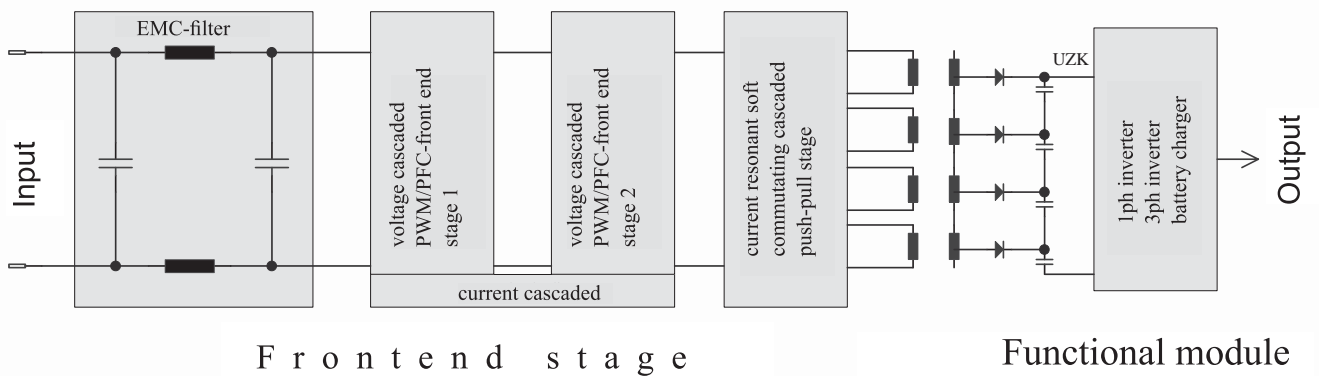 EMC-filter
Input
voltage cascaded
PWM/PFC-front end
stage 1
voltage cascaded
PWM/PFC-front end
stage 2
current cascaded
current resonant soft
commutating cascaded
push-pull stage
UZK
1ph inverter
3ph inverter
battery charger
Output
Frontend stage
Functional module